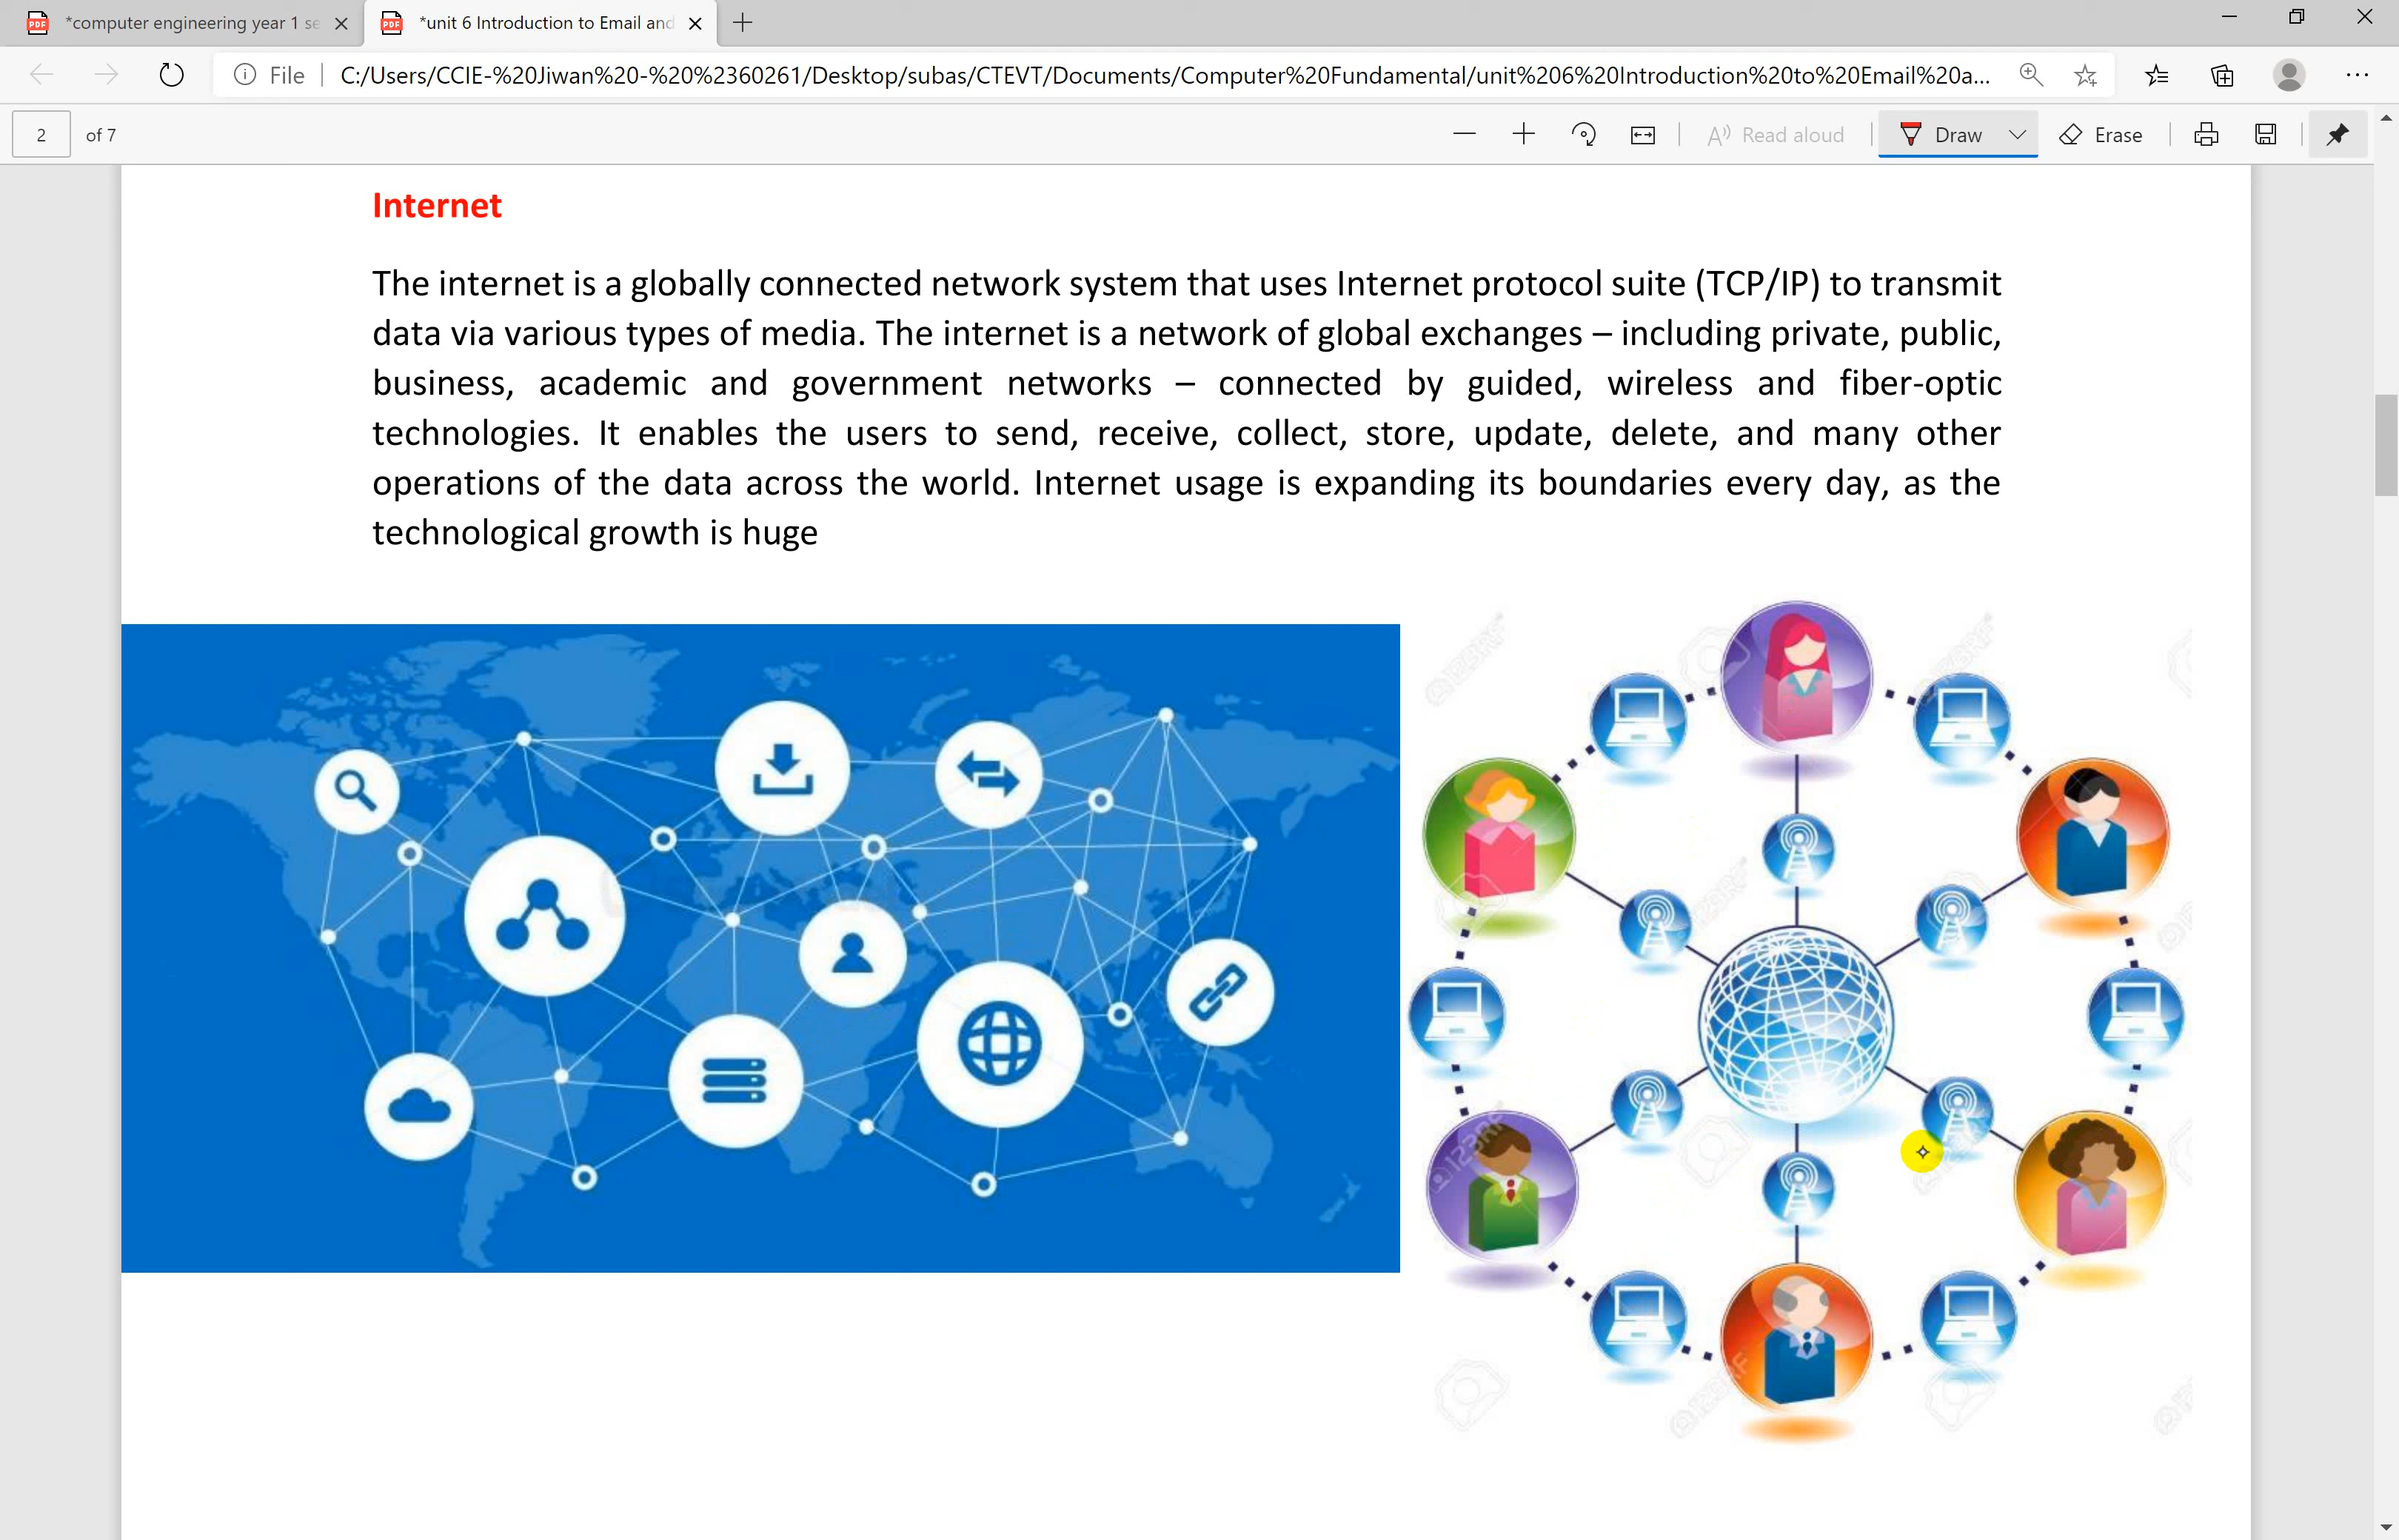 *computer engineering year 1 se
*unit 6 Introduction to Email and
File
C:/Users/CCIE-%20Jiwan%20-%20%2360261/Desktop/subas/CTEVT/Documents/Computer%20Fundamental/unit%206%20Introduction%20to%20Email%20a...
2 of 7
Read aloud
Draw
Erase
Internet
The internet is a globally connected network system that uses Internet protocol suite (TCP/IP) to transmit
data via various types of media. The internet is a network of global exchanges – including private, public,
business, academic and government networks – connected by guided, wireless and fiber-optic
technologies. It enables the users to send, receive, collect, store, update, delete, and many other
operations of the data across the world. Internet usage is expanding its boundaries every day, as the
technological growth is huge